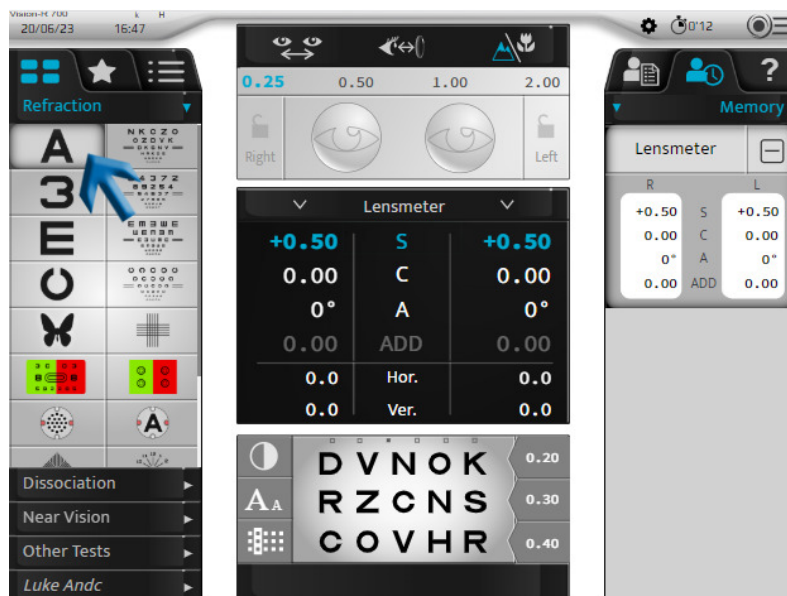 Vision-R 700
20/06/23 16:47
0'12
Refraction
A
N K C Z O
O Z D V K
3
E
A
Dissociation
Near Vision
Other Tests
Luke Andc
0.25 0.50 1.00 2.00
Right Left
Lensmeter
+0.50 S +0.50
0.00 C 0.00
0° A 0°
0.00 ADD 0.00
0.0 Hor. 0.0
0.0 Ver. 0.0
D V N O K 0.20
A A R Z C N S 0.30
C O V H R 0.40
?
Memory
Lensmeter
R L
+0.50 S +0.50
0.00 C 0.00
0° A 0°
0.00 ADD 0.00